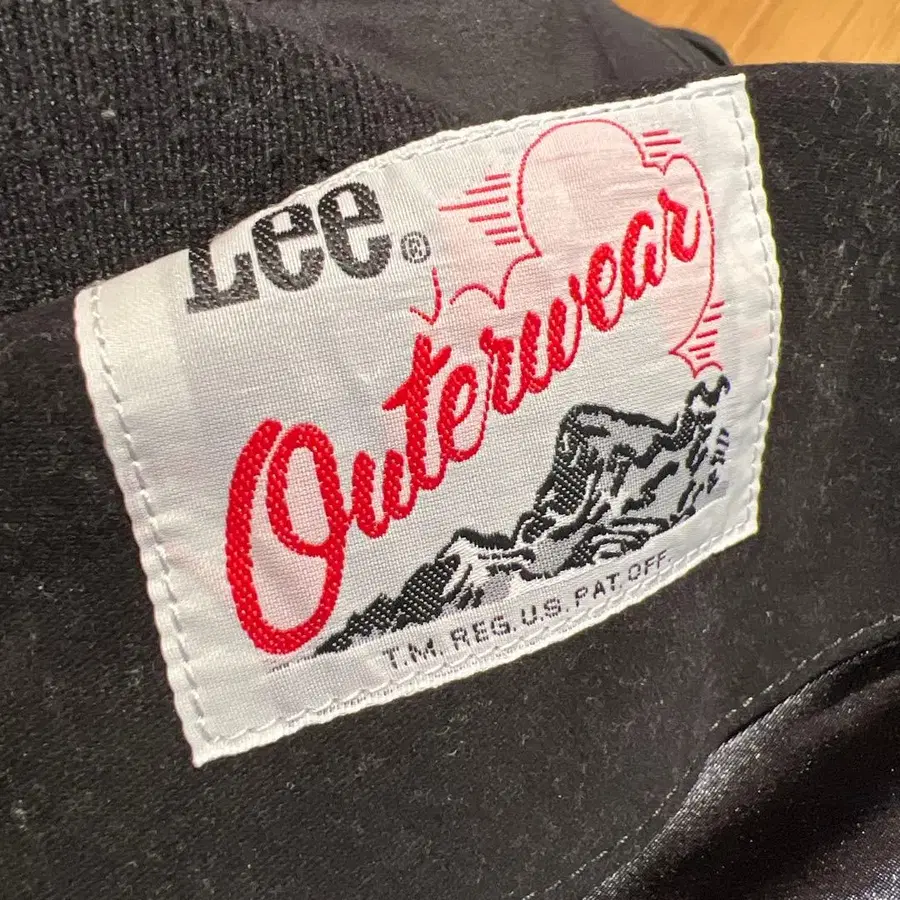 Lee®
Outerwear
T.M. REG. U.S. PAT. OFF.